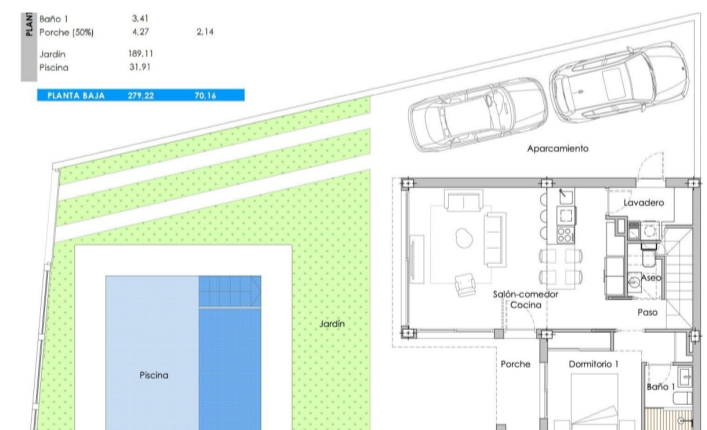 PLANT
Baño 1 3,41
Porche (50%) 4,27 2,14
Jardín 189,11
Piscina 31,91
PLANTA BAJA 279,22 70,16
Aparcamiento
Lavadero
Aseo
Salón-comedor
Cocina
Paso
Jardín
Porche
Dormitorio 1
Piscina
Baño 1